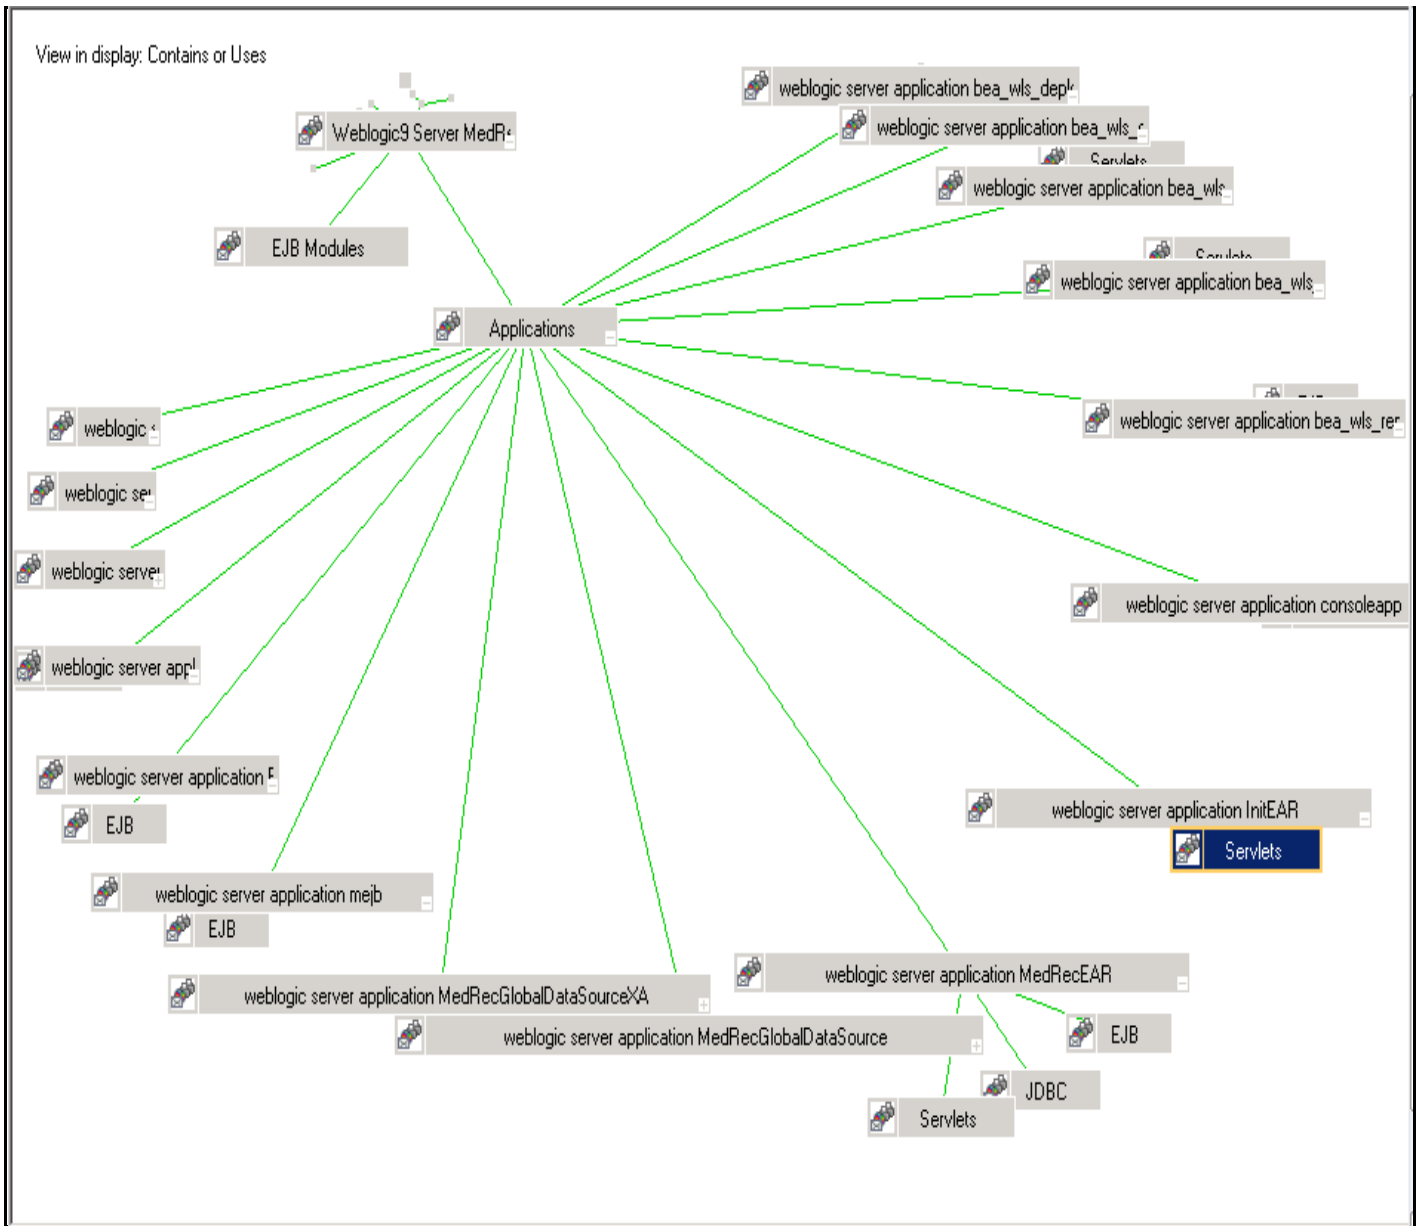 View in display: Contains or Uses
weblogic server application bea_wls_depl
weblogic server application bea_wls_
Weblogic9 Server MedR
Servlets
weblogic server application bea_wls
EJB Modules
Servlets
weblogic server application bea_wls_
Applications
weblogic server application bea_wls_
weblogic
weblogic
weblogic server
weblogic server application consoleapp
weblogic server appl
weblogic server application
EJB
weblogic server application InitEAR
Servlets
weblogic server application mejb
EJB
weblogic server application MedRecEAR
weblogic server application MedRecGlobalDataSourceXA
weblogic server application MedRecGlobalDataSource
EJB
JDBC
Servlets